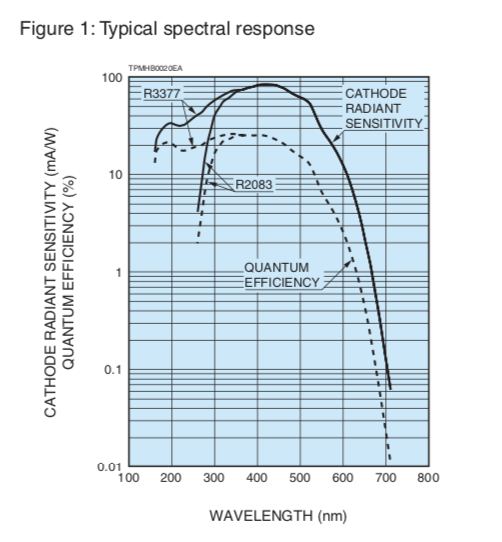 Figure 1: Typical spectral response
TPMHB0020EA
100
R3377
CATHODE
RADIANT
SENSITIVITY
10
R2083
QUANTUM
EFFICIENCY
1
0.1
0.01
100 200 300 400 500 600 700 800
WAVELENGTH (nm)
CATHODE RADIANT SENSITIVITY (mA/W)
QUANTUM EFFICIENCY (%)